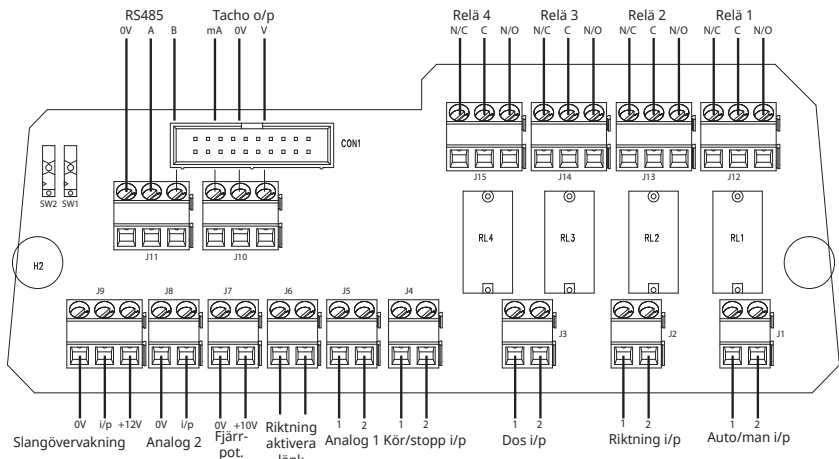 RS485 Tacho o/p Relä 4 Relä 3 Relä 2 Relä 1
0V A B mA 0V V N/C C N/O N/C C N/O N/C C N/O N/C C N/O
CON1
SW2 SW1
J15 J14 J13 J12
J11 J10
RL4 RL3 RL2 RL1
H2
J9 J8 J7 J6 J5 J4
J3 J2 J1
0V i/p +12V 0V i/p 0V +10V 1 2 1 2 1 2 1 2 1 2
Slangövervakning Analog 2 Fjärr-
pot.
Riktning
aktivera
länk
Analog 1 Kör/stopp i/p Dos i/p Riktning i/p Auto/man i/p